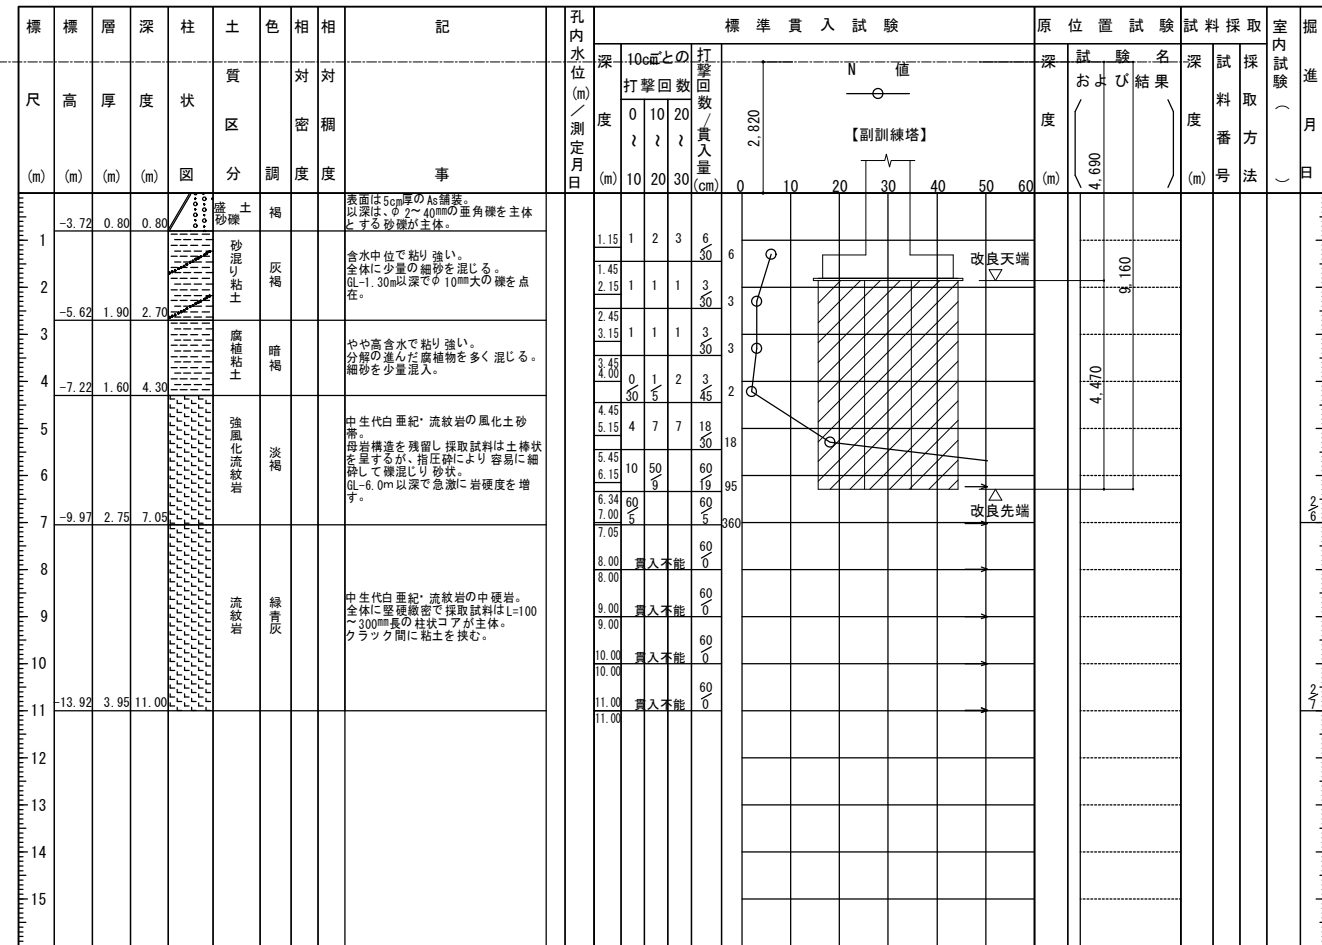 標尺(m) 標高(m) 層厚(m) 深度(m) 柱状図 土質区分 色調 相対密度 相対稠度 記事 孔内水位(m)/測定月日 標準貫入試験 原位置試験 試料採取 室内試験( ) 掘進月日
深度(m) 10cmごとの打撃回数 打撃回数/貫入量(cm) N 値 深度(m) 試験名および結果 深度(m) 試料番号 採取方法
0~10 10~20 20~30
0 10 20 30 40 50 60
2,820
【副訓練塔】
4,690
9,160
4,470
改良天端
改良先端
-3.72 0.80 0.80 盛土砂礫 褐
表面は5cm厚のAs舗装。
以深は、φ2~40mmの亜角礫を主体
とする砂礫が主体。
-5.62 1.90 2.70 砂混り粘土 灰褐
含水中位で粘り強い。
全体に少量の細砂を混じる。
GL-1.30m以深でφ10mm大の礫を点
在。
-7.22 1.60 4.30 腐植粘土 暗褐
やや高含水で粘り強い。
分解の進んだ腐植物を多く混じる。
細砂を少量混入。
-9.97 2.75 7.05 強風化流紋岩 淡褐
中生代白亜紀・流紋岩の風化土砂
帯。
母岩構造を残留し採取試料は土棒状
を呈するが、指圧砕により容易に細
砕して礫混じり砂状。
GL-6.0m以深で急激に岩硬度を増
す。
-13.92 3.95 11.00 流紋岩 緑青灰
中生代白亜紀・流紋岩の中硬岩。
全体に堅硬緻密で採取試料はL=100
~300mm長の柱状コアが主体。
クラック間に粘土を挟む。
1.15 1 2 3 6/30 6
1.45
2.15 1 1 1 3/30 3
2.45
3.15 1 1 1 3/30 3
3.45
4.00 0/30 1/5 2 3/45 2
4.45
5.15 4 7 7 18/30 18
5.45
6.15 10 50/9 60/19 95
6.34
7.00 60/5 60/5 360
7.05
8.00 貫入不能 60/0
8.00
9.00 貫入不能 60/0
9.00
10.00 貫入不能 60/0
10.00
11.00 貫入不能 60/0
11.00
2/6
2/7
1
2
3
4
5
6
7
8
9
10
11
12
13
14
15